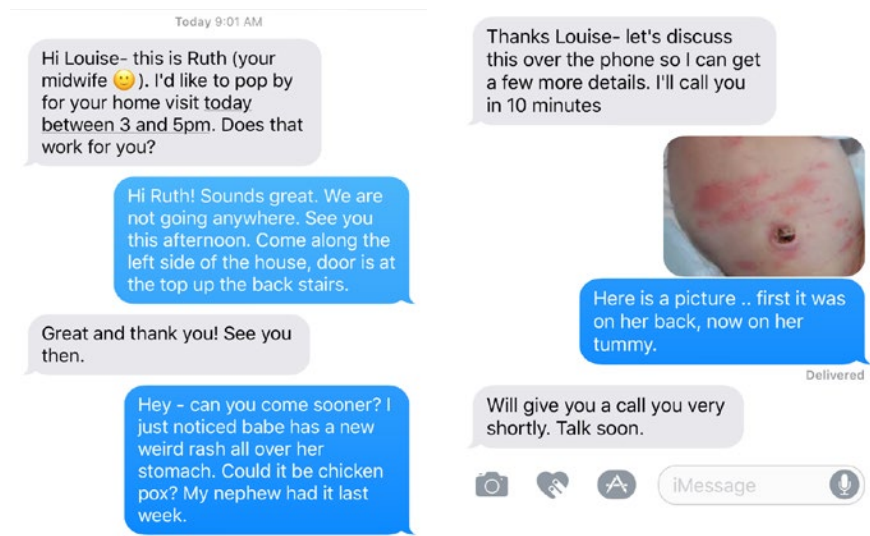 Today 9:01 AM
Hi Louise- this is Ruth (your
midwife 🙂). I'd like to pop by
for your home visit today
between 3 and 5pm. Does that
work for you?
Hi Ruth! Sounds great. We are
not going anywhere. See you
this afternoon. Come along the
left side of the house, door is at
the top up the back stairs.
Great and thank you! See you
then.
Hey - can you come sooner? I
just noticed babe has a new
weird rash all over her
stomach. Could it be chicken
pox? My nephew had it last
week.
Thanks Louise- let's discuss
this over the phone so I can get
a few more details. I'll call you
in 10 minutes
Here is a picture .. first it was
on her back, now on her
tummy.
Delivered
Will give you a call you very
shortly. Talk soon.
iMessage